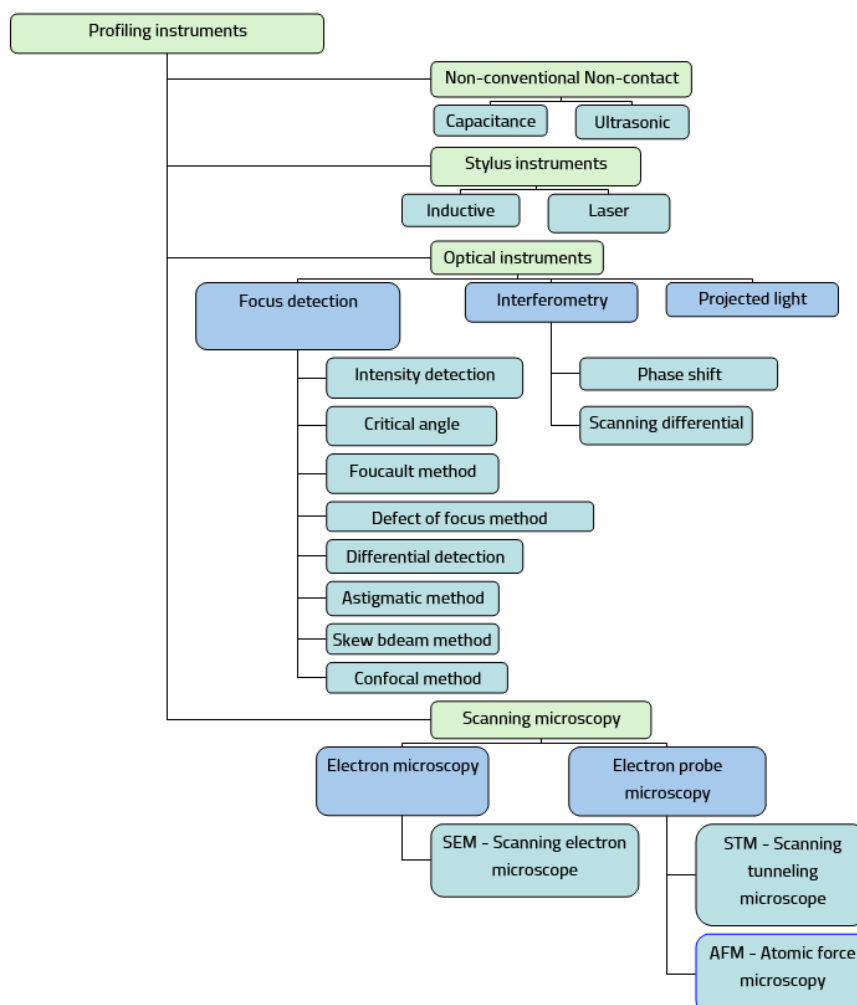 Profiling instruments
Non-conventional Non-contact
Capacitance
Ultrasonic
Stylus instruments
Inductive
Laser
Optical instruments
Focus detection
Interferometry
Projected light
Intensity detection
Phase shift
Critical angle
Scanning differential
Foucault method
Defect of focus method
Differential detection
Astigmatic method
Skew bdeam method
Confocal method
Scanning microscopy
Electron microscopy
Electron probe
microscopy
SEM - Scanning electron
microscope
STM - Scanning
tunneling
microscope
AFM - Atomic force
microscopy